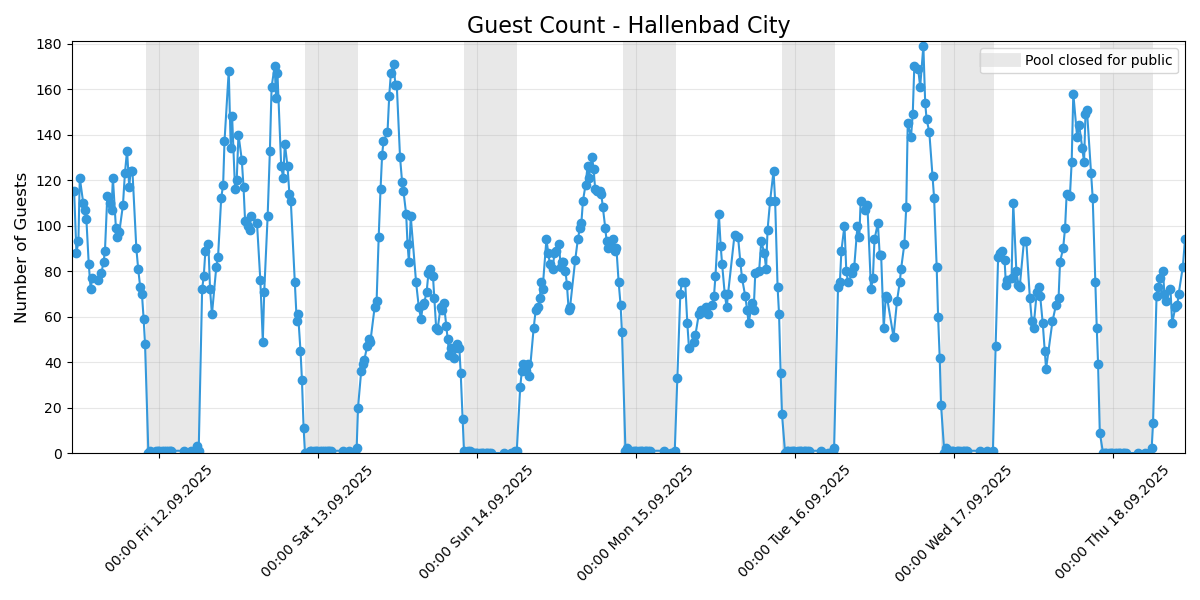 Guest Count - Hallenbad City
Pool closed for public
Number of Guests
180
160
140
120
100
80
60
40
20
0
00:00 Fri 12.09.2025
00:00 Sat 13.09.2025
00:00 Sun 14.09.2025
00:00 Mon 15.09.2025
00:00 Tue 16.09.2025
00:00 Wed 17.09.2025
00:00 Thu 18.09.2025